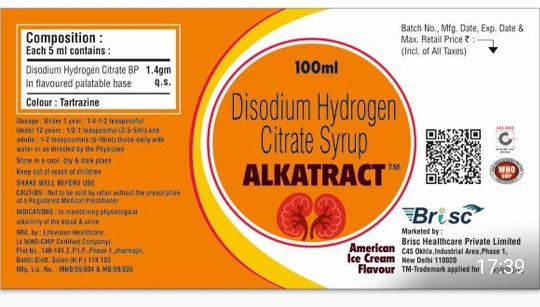 Composition :
Each 5 ml contains :
Disodium Hydrogen Citrate BP 1.4gm
In flavoured palatable base q.s.
Colour : Tartrazine
Dosage : Under 1 year : 1/4-1/2 teaspoonful
Under 12 years : 1/2-1 teaspoonful (2.5-5ml) and
adults : 1-2 teaspoonfuls (5-10ml) thrice daily with
water or as directed by the Physician
Store in a cool, dry & dark place
Keep out of reach of children
SHAKE WELL BEFORE USE
CAUTION : Not to be sold by retail without the prescription
of a Registered Medical Practitioner
INDICATIONS : In maintaining physiological
alkalinity of the blood & urine
Mfd. by : Lifevision Healthcare,
(a WHO-GMP Certified Company)
Plot No. 140-141, E.P.I.P., Phase-1, Jharmajri,
Baddi, Distt. Solan (H.P.) 174 103
Mfg. Lic. No. : MNB/09/804 & MB/09/805
100ml
Disodium Hydrogen
Citrate Syrup
ALKATRACT™
American
Ice Cream
Flavour
Batch No., Mfg. Date, Exp. Date &
Max. Retail Price ₹ :
(Incl. of All Taxes)
WHO
GMP
Brisc
Marketed by :
Brisc Healthcare Private Limited
C45 Okhla, Industrial Area, Phase 1,
New Delhi 110020
TM-Trademark applied for
17:39